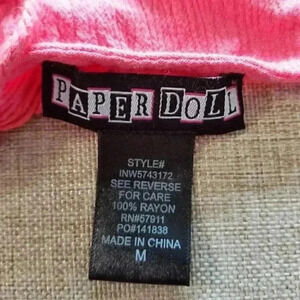 PAPER DOLL
STYLE#
INW5743172
SEE REVERSE
FOR CARE
100% RAYON
RN#57911
PO#141838
MADE IN CHINA
M